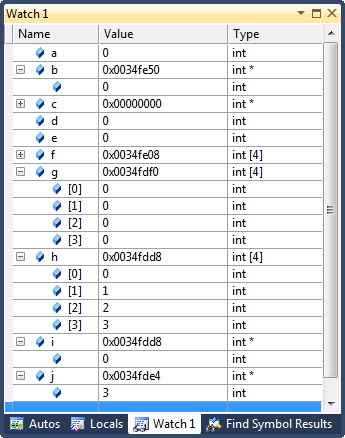 Watch 1
Name Value Type
a 0 int
b 0x0034fe50 int *
0 int
c 0x00000000 int *
d 0 int
e 0 int
f 0x0034fe08 int [4]
g 0x0034fdf0 int [4]
[0] 0 int
[1] 0 int
[2] 0 int
[3] 0 int
h 0x0034fdd8 int [4]
[0] 0 int
[1] 1 int
[2] 2 int
[3] 3 int
i 0x0034fdd8 int *
0 int
j 0x0034fde4 int *
3 int
Autos Locals Watch 1 Find Symbol Results